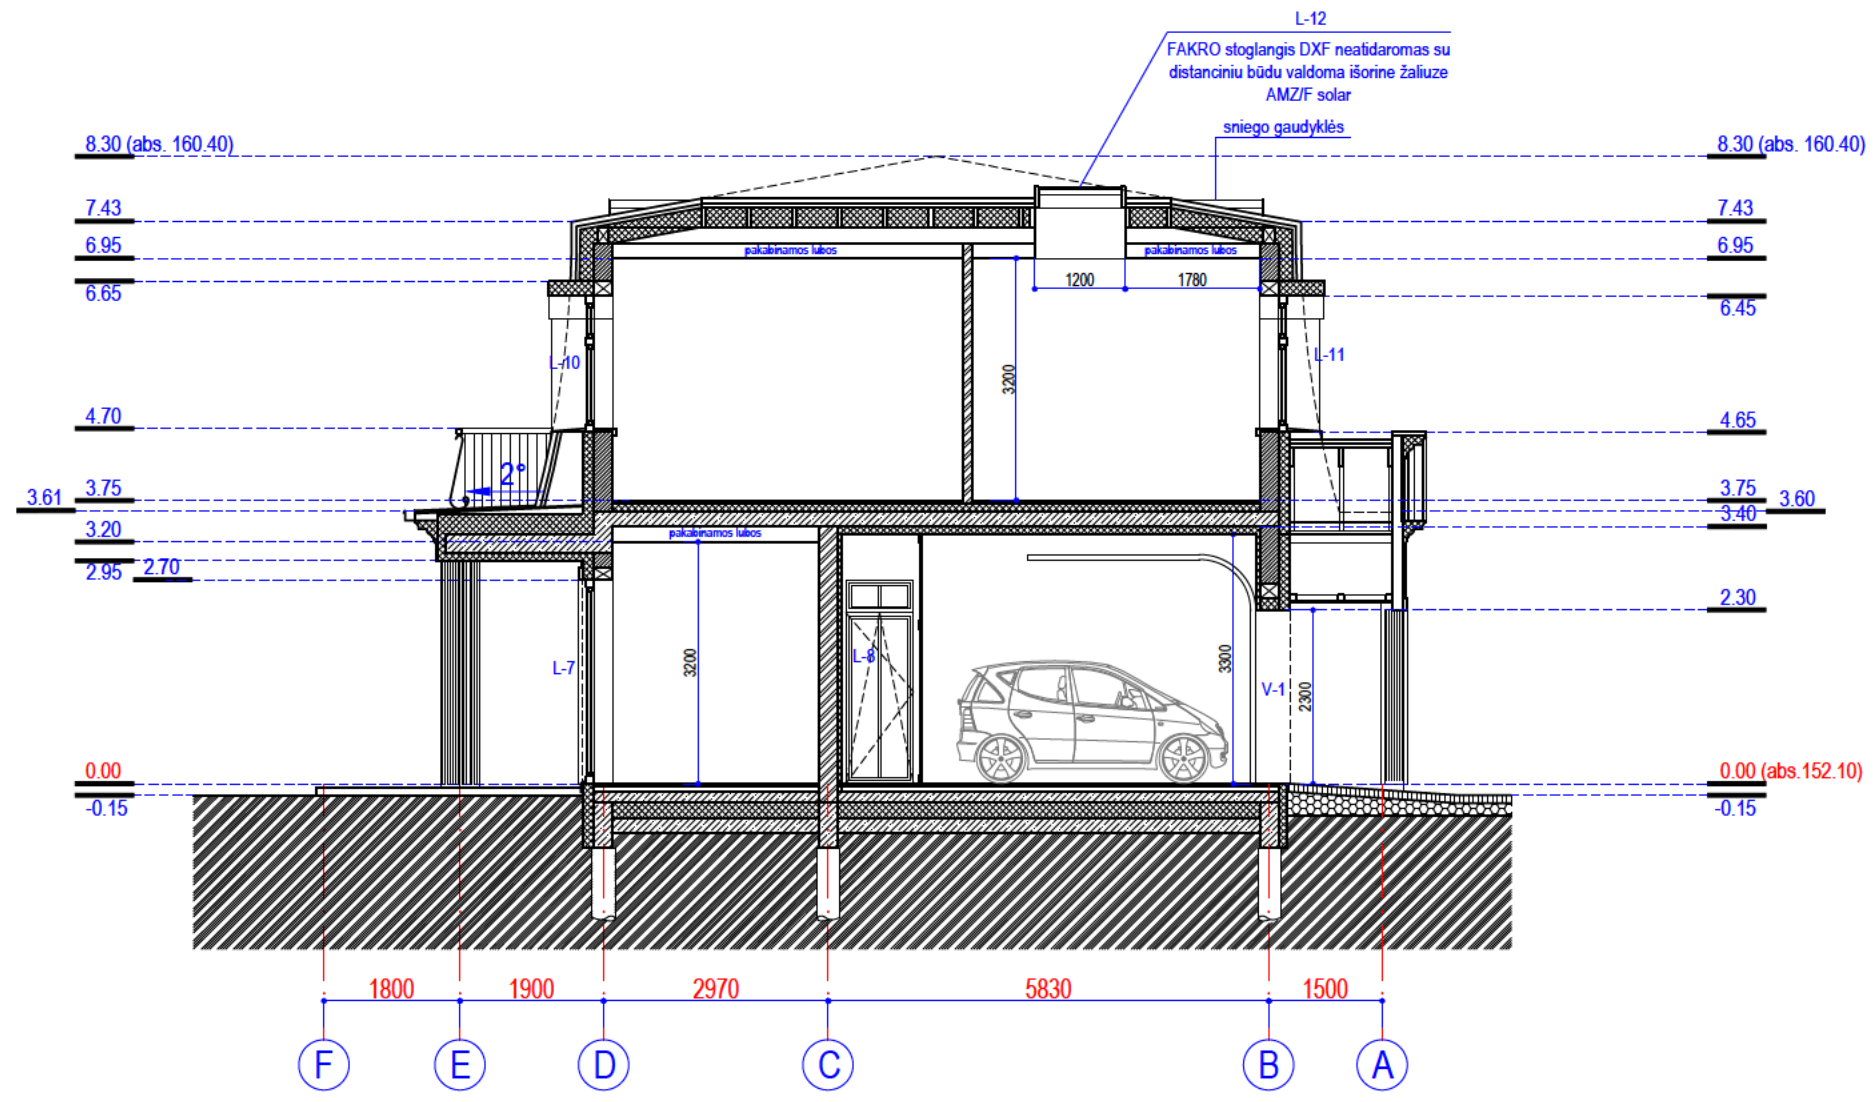 L-12
FAKRO stoglangis DXF neatidaromas su
distanciniu būdu valdoma išorine žaliuze
AMZ/F solar
sniego gaudyklės
8.30 (abs. 160.40)
8.30 (abs. 160.40)
7.43
7.43
6.95
6.95
pakabinamos lubos
pakabinamos lubos
1200
1780
6.65
6.45
L-10
L-11
3200
4.70
4.65
2°
3.75
3.75
3.61
3.60
3.40
3.20
pakabinamos lubos
2.95
2.70
2.30
L-7
3200
L-8
3300
V-1
2300
0.00
0.00 (abs.152.10)
-0.15
-0.15
1800
1900
2970
5830
1500
F
E
D
C
B
A